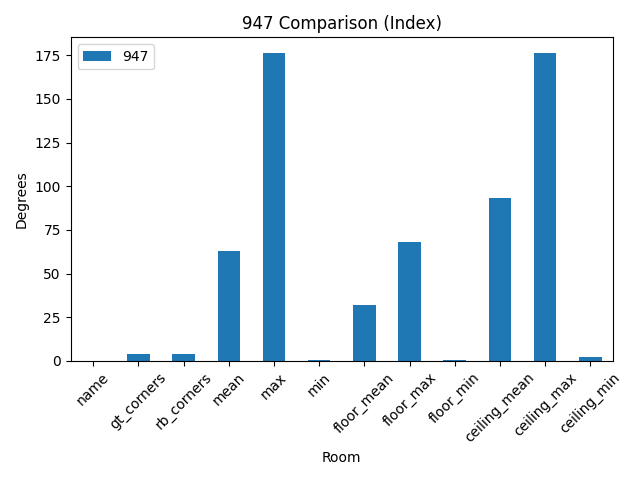 947 Comparison (Index)
947
175
150
125
100
75
50
25
0
Degrees
name
gt_corners
rb_corners
mean
max
min
floor_mean
floor_max
floor_min
ceiling_mean
ceiling_max
ceiling_min
Room